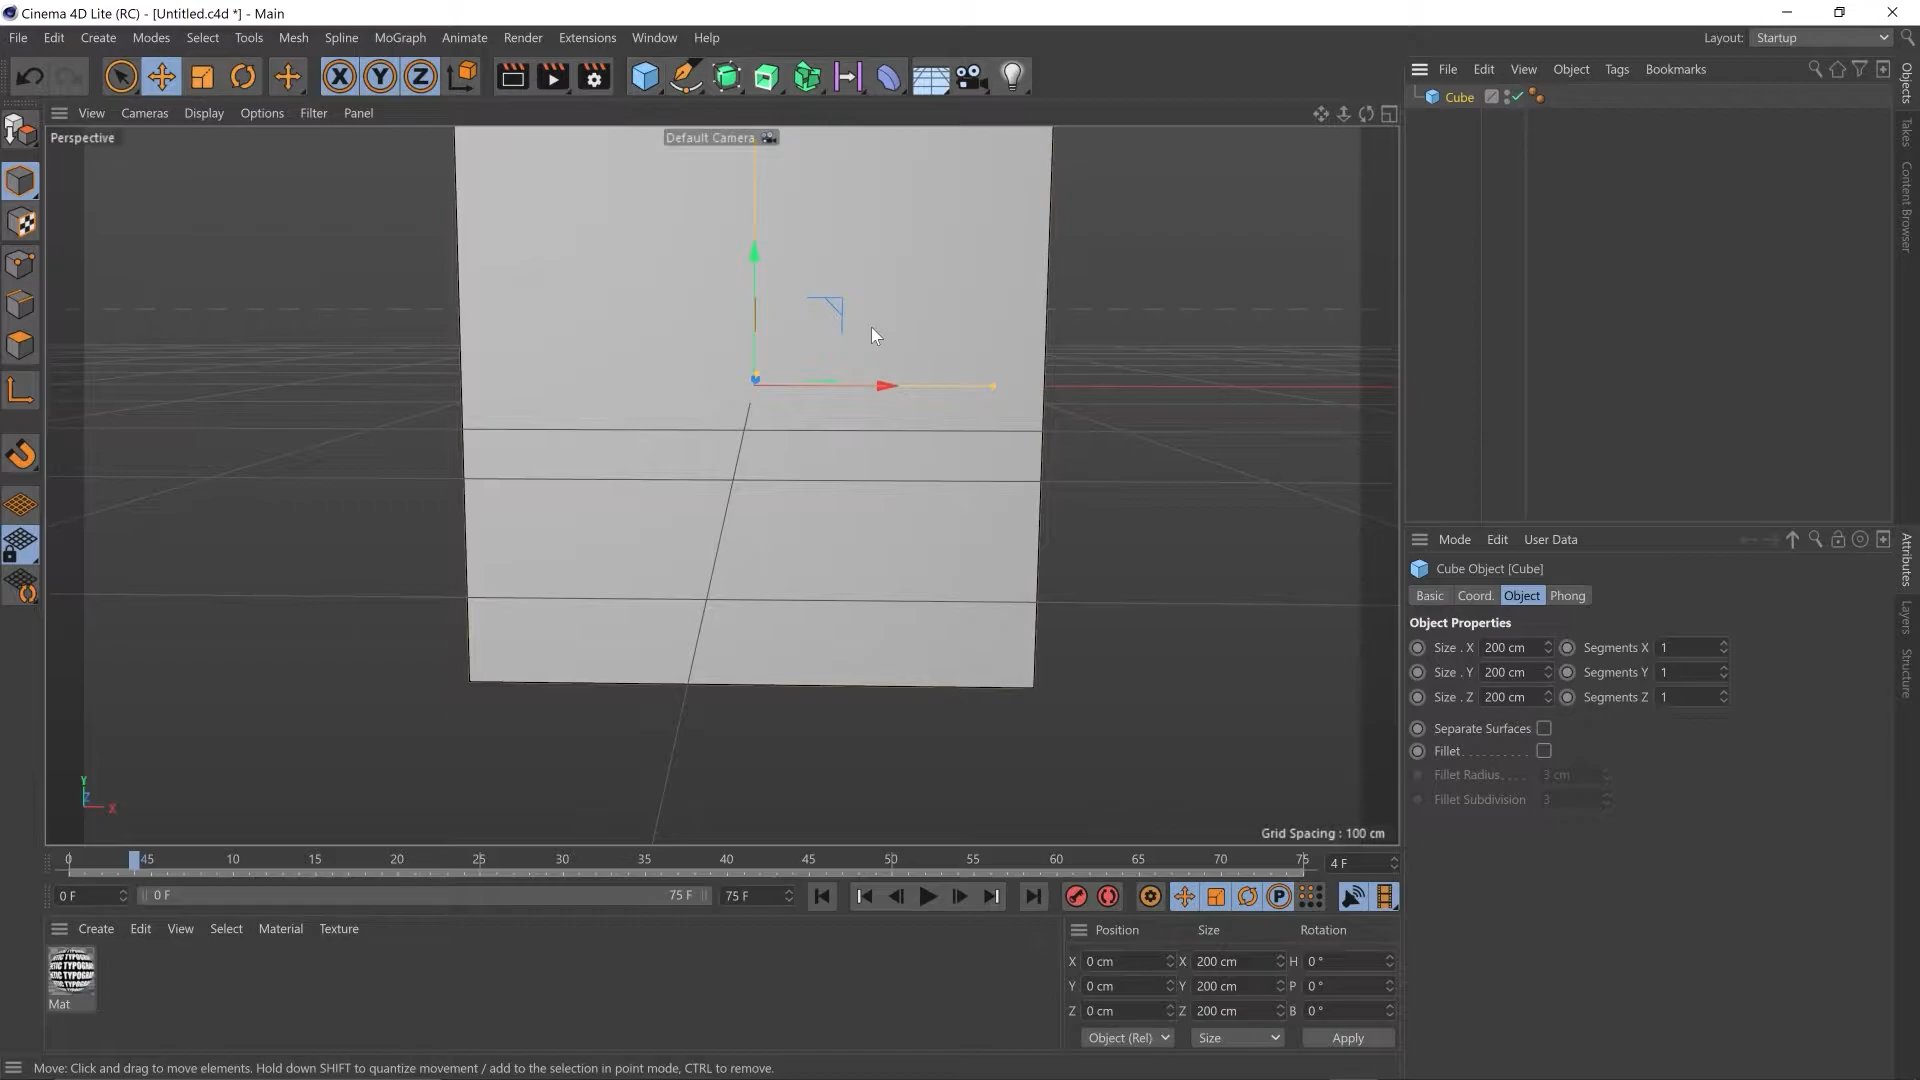 Cinema 4D Lite (RC) - [Untitled.c4d *] - Main
File Edit Create Modes Select Tools Mesh Spline MoGraph Animate Render Extensions Window Help
Layout: Startup
View Cameras Display Options Filter Panel
Perspective
Default Camera
Grid Spacing : 100 cm
Y
Z
X
File Edit View Object Tags Bookmarks
Cube
Objects
Takes
Content Browser
Mode Edit User Data
Cube Object [Cube]
Basic Coord. Object Phong
Object Properties
Size . X 200 cm Segments X 1
Size . Y 200 cm Segments Y 1
Size . Z 200 cm Segments Z 1
Separate Surfaces
Fillet
Fillet Radius 3 cm
Fillet Subdivision 3
Attributes
Layers
Structure
0 45 10 15 20 25 30 35 40 45 50 55 60 65 70 75 4 F
0 F 0 F 75 F 75 F
Create Edit View Select Material Texture
Mat
Position Size Rotation
X 0 cm X 200 cm H 0 °
Y 0 cm Y 200 cm P 0 °
Z 0 cm Z 200 cm B 0 °
Object (Rel) Size Apply
Move: Click and drag to move elements. Hold down SHIFT to quantize movement / add to the selection in point mode, CTRL to remove.